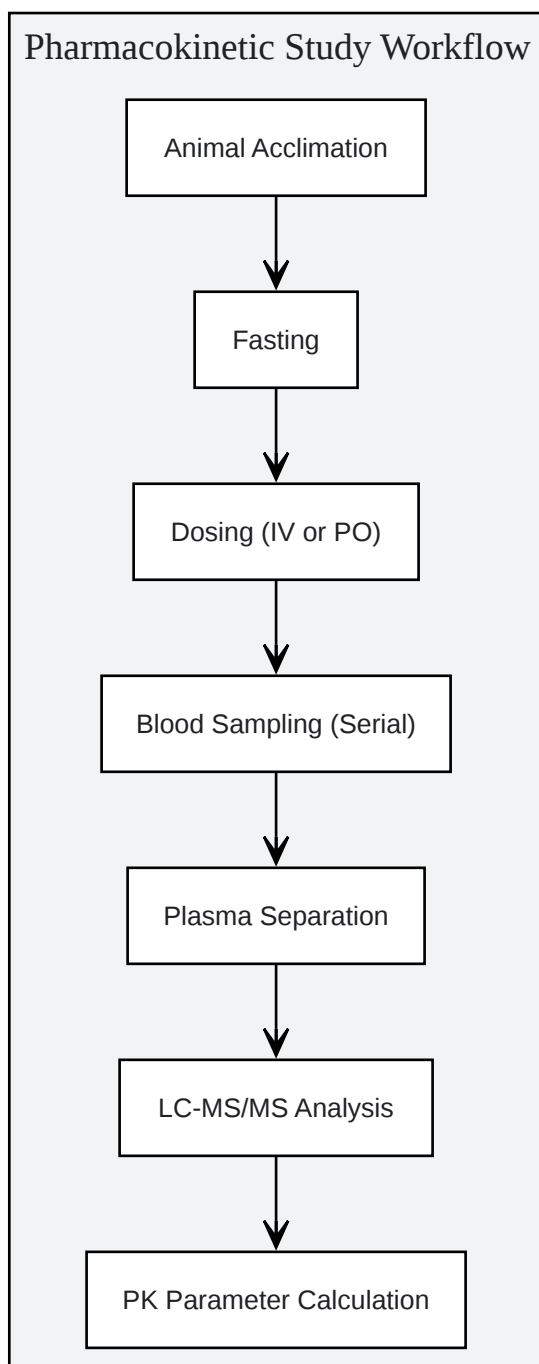 Pharmacokinetic Study Workflow
Animal Acclimation
Fasting
Dosing (IV or PO)
Blood Sampling (Serial)
Plasma Separation
LC-MS/MS Analysis
PK Parameter Calculation